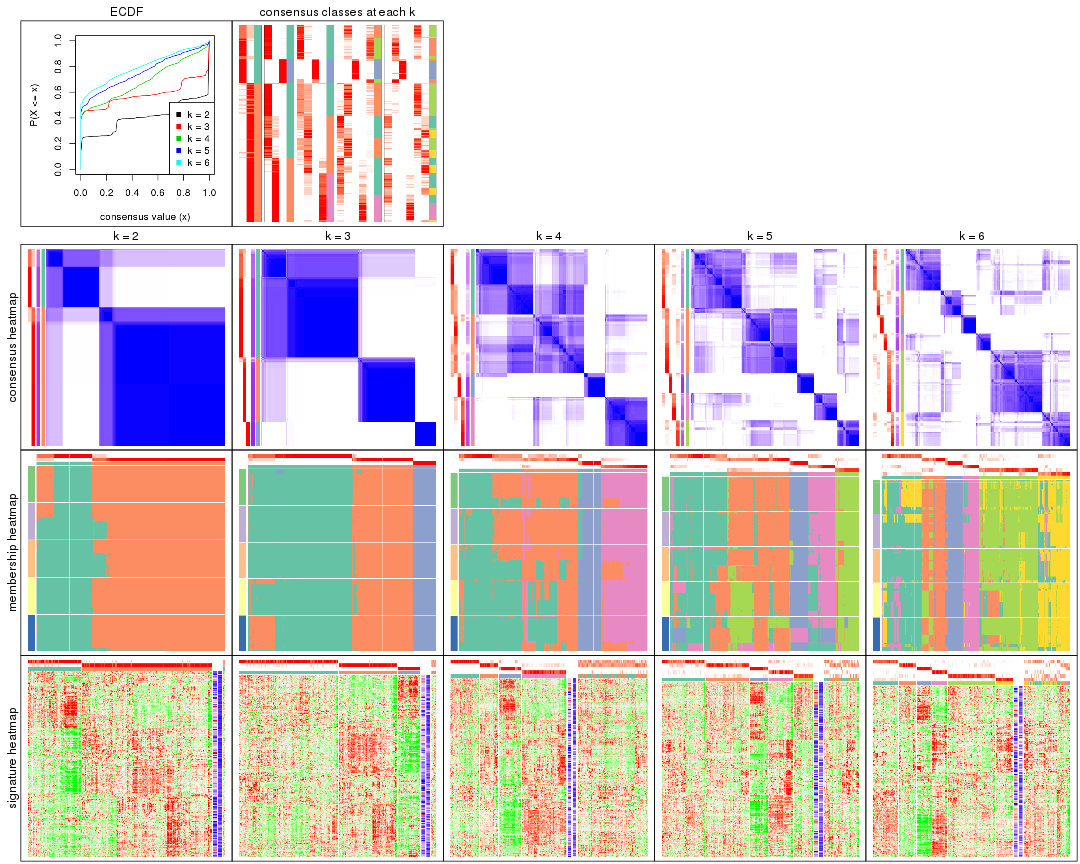 ECDF
consensus classes at each k
P(X <= x)
0.0 0.2 0.4 0.6 0.8 1.0
k = 2
k = 3
k = 4
k = 5
k = 6
0.0 0.2 0.4 0.6 0.8 1.0
consensus value (x)
k = 2
k = 3
k = 4
k = 5
k = 6
consensus heatmap
membership heatmap
signature heatmap